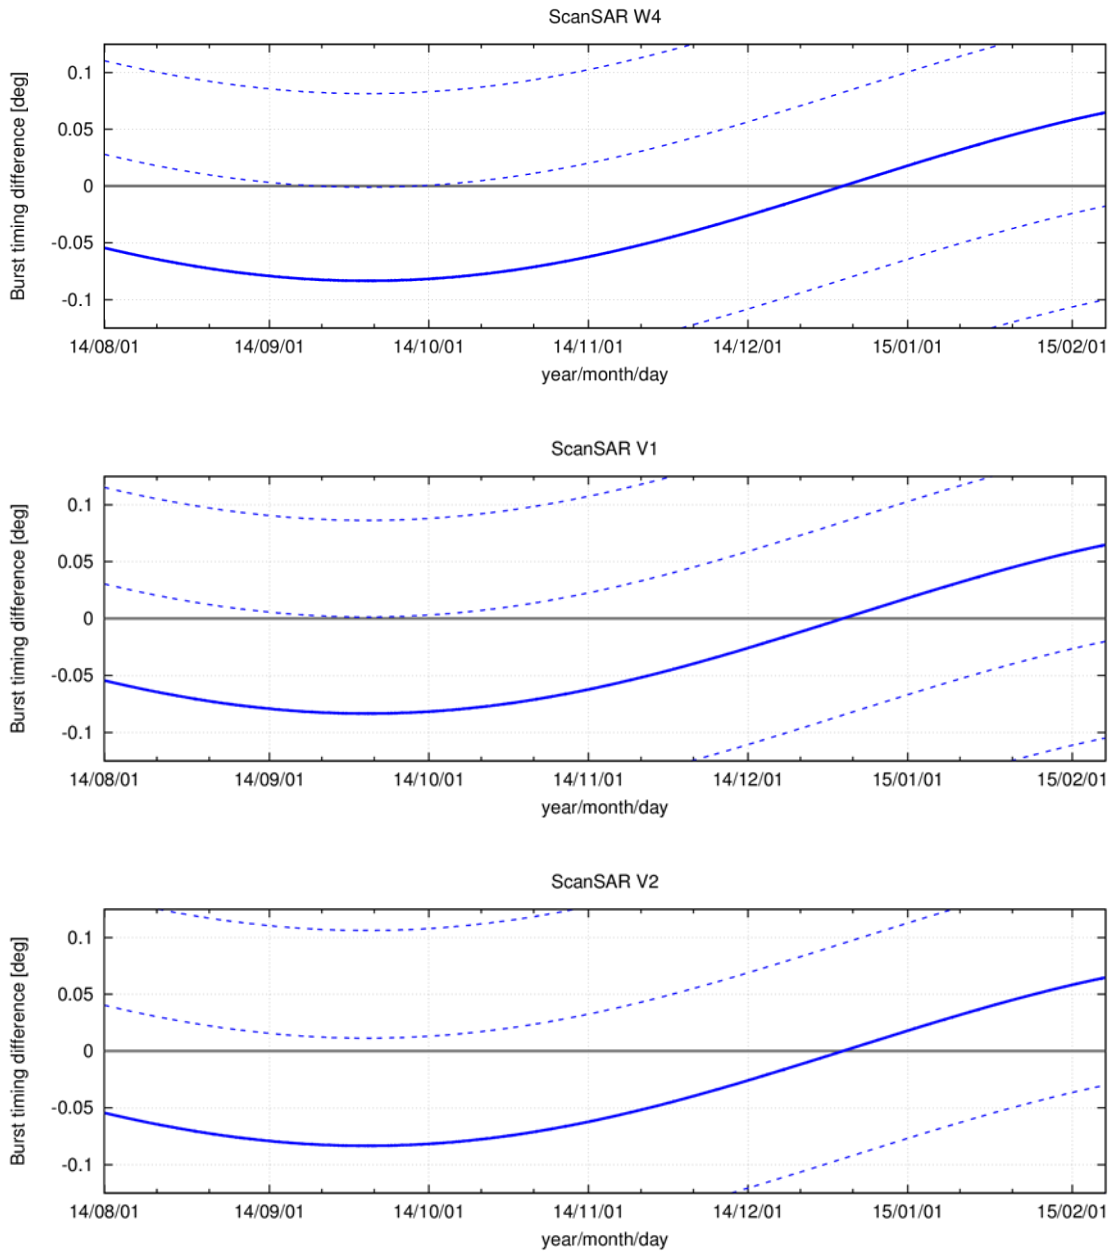 ScanSAR W4
Burst timing difference [deg]
0.1
0.05
0
-0.05
-0.1
14/08/01 14/09/01 14/10/01 14/11/01 14/12/01 15/01/01 15/02/01
year/month/day
ScanSAR V1
Burst timing difference [deg]
0.1
0.05
0
-0.05
-0.1
14/08/01 14/09/01 14/10/01 14/11/01 14/12/01 15/01/01 15/02/01
year/month/day
ScanSAR V2
Burst timing difference [deg]
0.1
0.05
0
-0.05
-0.1
14/08/01 14/09/01 14/10/01 14/11/01 14/12/01 15/01/01 15/02/01
year/month/day